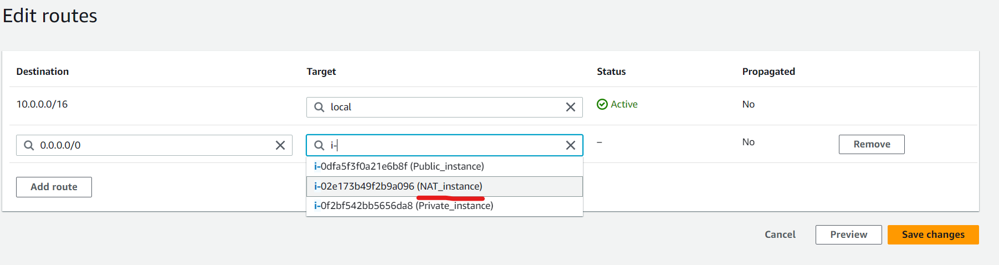 Edit routes
Destination Target Status Propagated
10.0.0.0/16 local Active No
0.0.0.0/0 i- – No Remove
i-0dfa5f3f0a21e6b8f (Public_instance)
Add route i-02e173b49f2b9a096 (NAT_instance)
i-0f2bf542bb5656da8 (Private_instance)
Cancel Preview Save changes